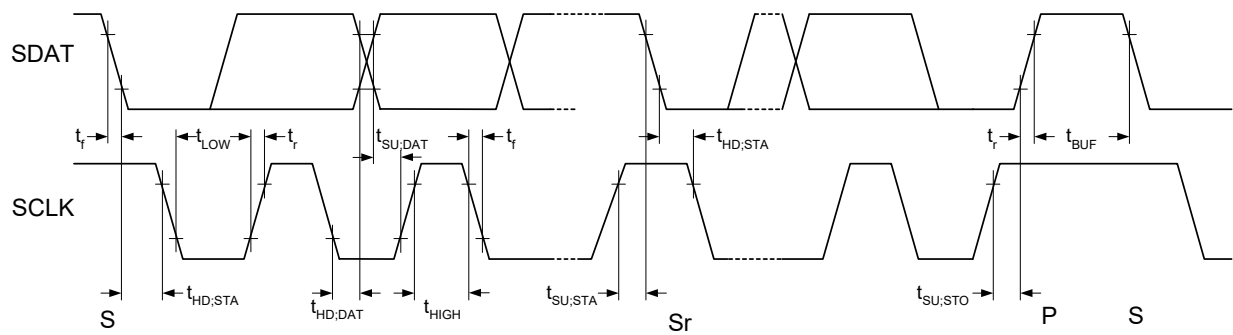 SDAT
t_f
t_LOW
t_r
t_SU;DAT
t_f
t_HD;STA
t_r
t_BUF
SCLK
t_HD;STA
t_HD;DAT
t_HIGH
t_SU;STA
t_SU;STO
S
Sr
P
S